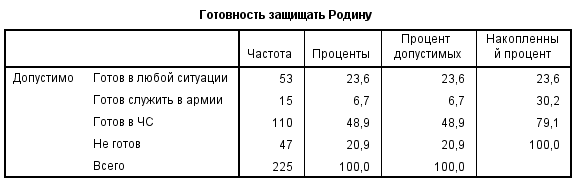 Готовность защищать Родину
Частота Проценты Процент допустимых Накопленны й процент
Допустимо Готов в любой ситуации 53 23,6 23,6 23,6
Готов служить в армии 15 6,7 6,7 30,2
Готов в ЧС 110 48,9 48,9 79,1
Не готов 47 20,9 20,9 100,0
Всего 225 100,0 100,0